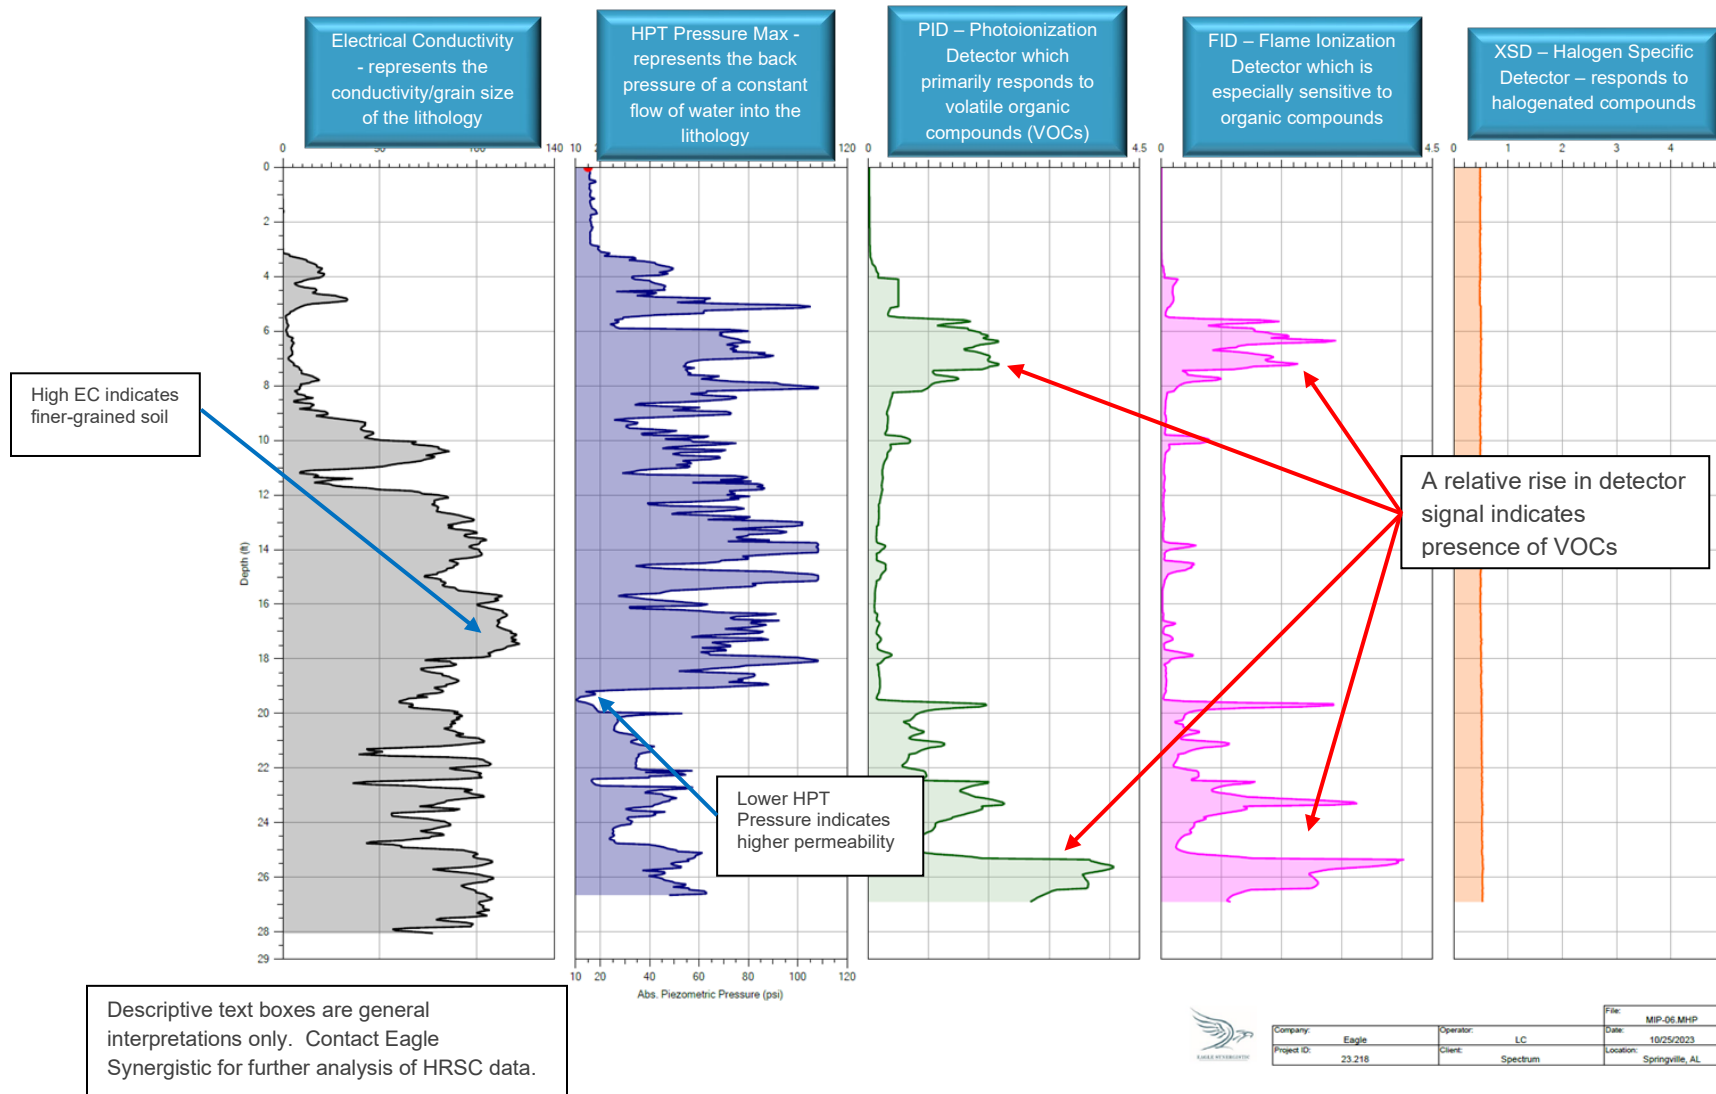 Electrical Conductivity
- represents the
conductivity/grain size
of the lithology
HPT Pressure Max -
represents the back
pressure of a constant
flow of water into the
lithology
PID – Photoionization
Detector which
primarily responds to
volatile organic
compounds (VOCs)
FID – Flame Ionization
Detector which is
especially sensitive to
organic compounds
XSD – Halogen Specific
Detector – responds to
halogenated compounds
0 50 100 140
10 20 120
0 4.5
0 4.5
0 1 2 3 4
0
2
4
6
8
10
12
14
16
18
20
22
24
26
28
29
Depth (ft)
High EC indicates
finer-grained soil
A relative rise in detector
signal indicates
presence of VOCs
Lower HPT
Pressure indicates
higher permeability
10 20 40 60 80 100 120
Abs. Piezometric Pressure (psi)
Descriptive text boxes are general
interpretations only. Contact Eagle
Synergistic for further analysis of HRSC data.
EAGLE SYNERGISTIC
File:
MIP-06.MHP
Company:
Eagle
Operator:
LC
Date:
10/25/2023
Project ID:
23.218
Client:
Spectrum
Location:
Springville, AL